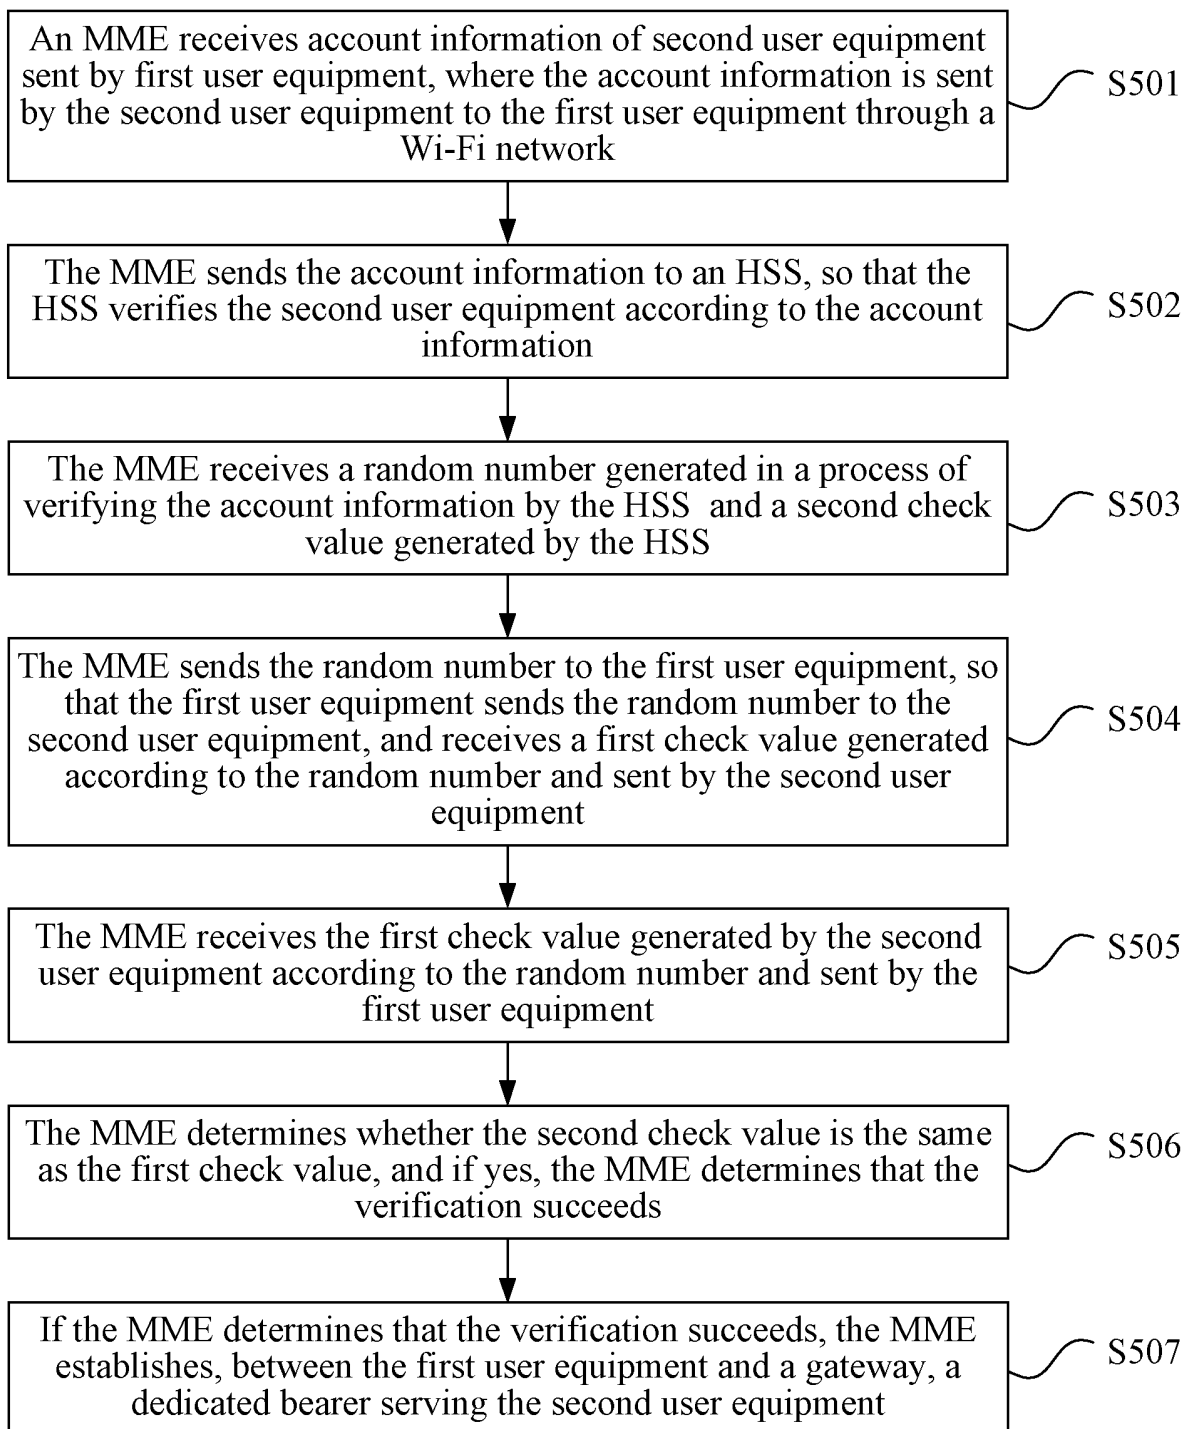 An MME receives account information of second user equipment
sent by first user equipment, where the account information is sent
by the second user equipment to the first user equipment through a
Wi-Fi network
S501
The MME sends the account information to an HSS, so that the
HSS verifies the second user equipment according to the account
information
S502
The MME receives a random number generated in a process of
verifying the account information by the HSS and a second check
value generated by the HSS
S503
The MME sends the random number to the first user equipment, so
that the first user equipment sends the random number to the
second user equipment, and receives a first check value generated
according to the random number and sent by the second user
equipment
S504
The MME receives the first check value generated by the second
user equipment according to the random number and sent by the
first user equipment
S505
The MME determines whether the second check value is the same
as the first check value, and if yes, the MME determines that the
verification succeeds
S506
If the MME determines that the verification succeeds, the MME
establishes, between the first user equipment and a gateway, a
dedicated bearer serving the second user equipment
S507